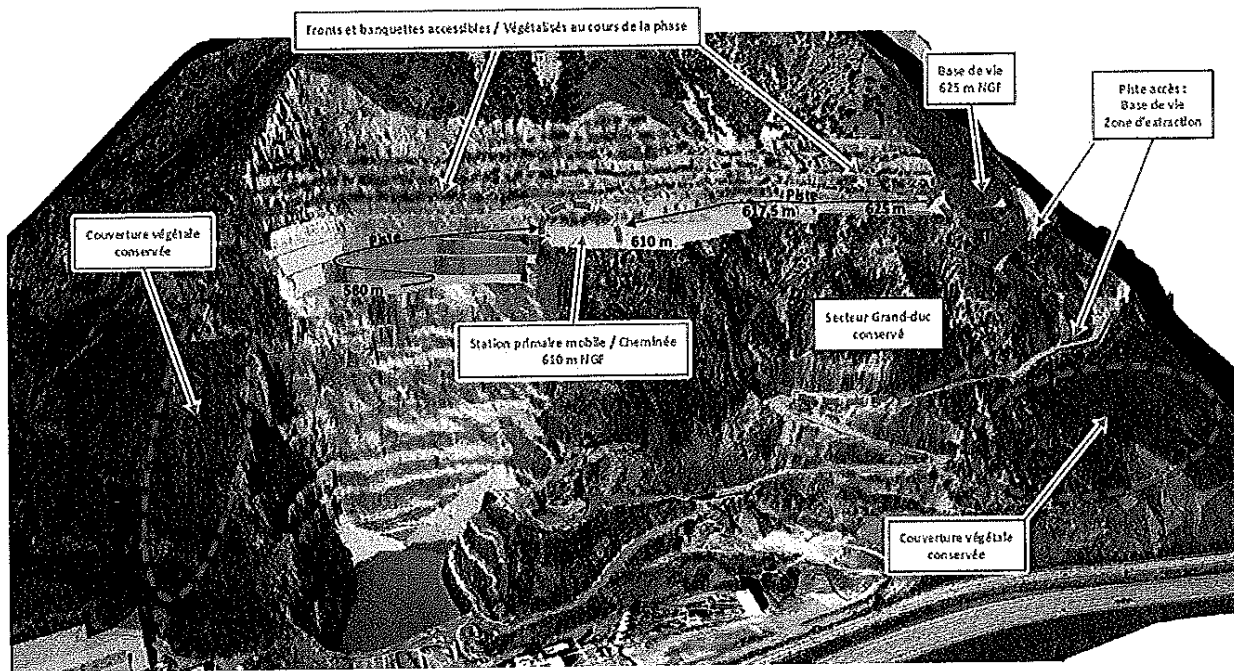 Fronts et banquettes accessibles / Végétalisés au cours de la phase
Base de vie
625 m NGF
Piste accès :
Base de vie
Zone d'extraction
Couverture végétale
conservée
Piste
617,5 m
625 m
Piste
610 m
580 m
Station primaire mobile / Cheminée
610 m NGF
Secteur Grand-duc
conservé
Couverture végétale
conservée